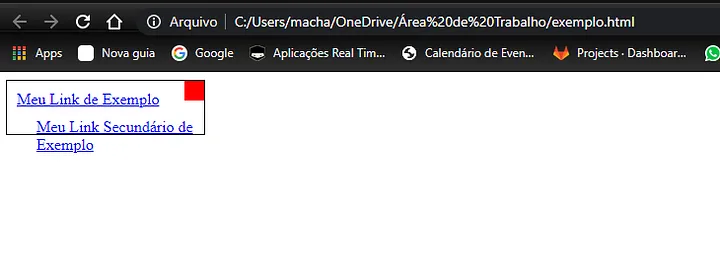 Arquivo C:/Users/macha/OneDrive/Área%20de%20Trabalho/exemplo.html
Apps Nova guia Google Aplicações Real Tim... Calendário de Even... Projects · Dashboar...
Meu Link de Exemplo
Meu Link Secundário de
Exemplo